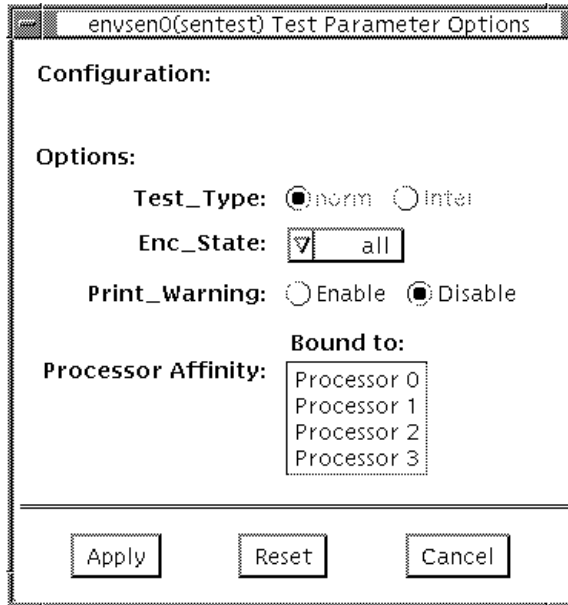 envsen0(sentest) Test Parameter Options
Configuration:
Options:
Test_Type: norm inter
Enc_State: all
Print_Warning: Enable Disable
Bound to:
Processor Affinity:
Processor 0
Processor 1
Processor 2
Processor 3
Apply Reset Cancel